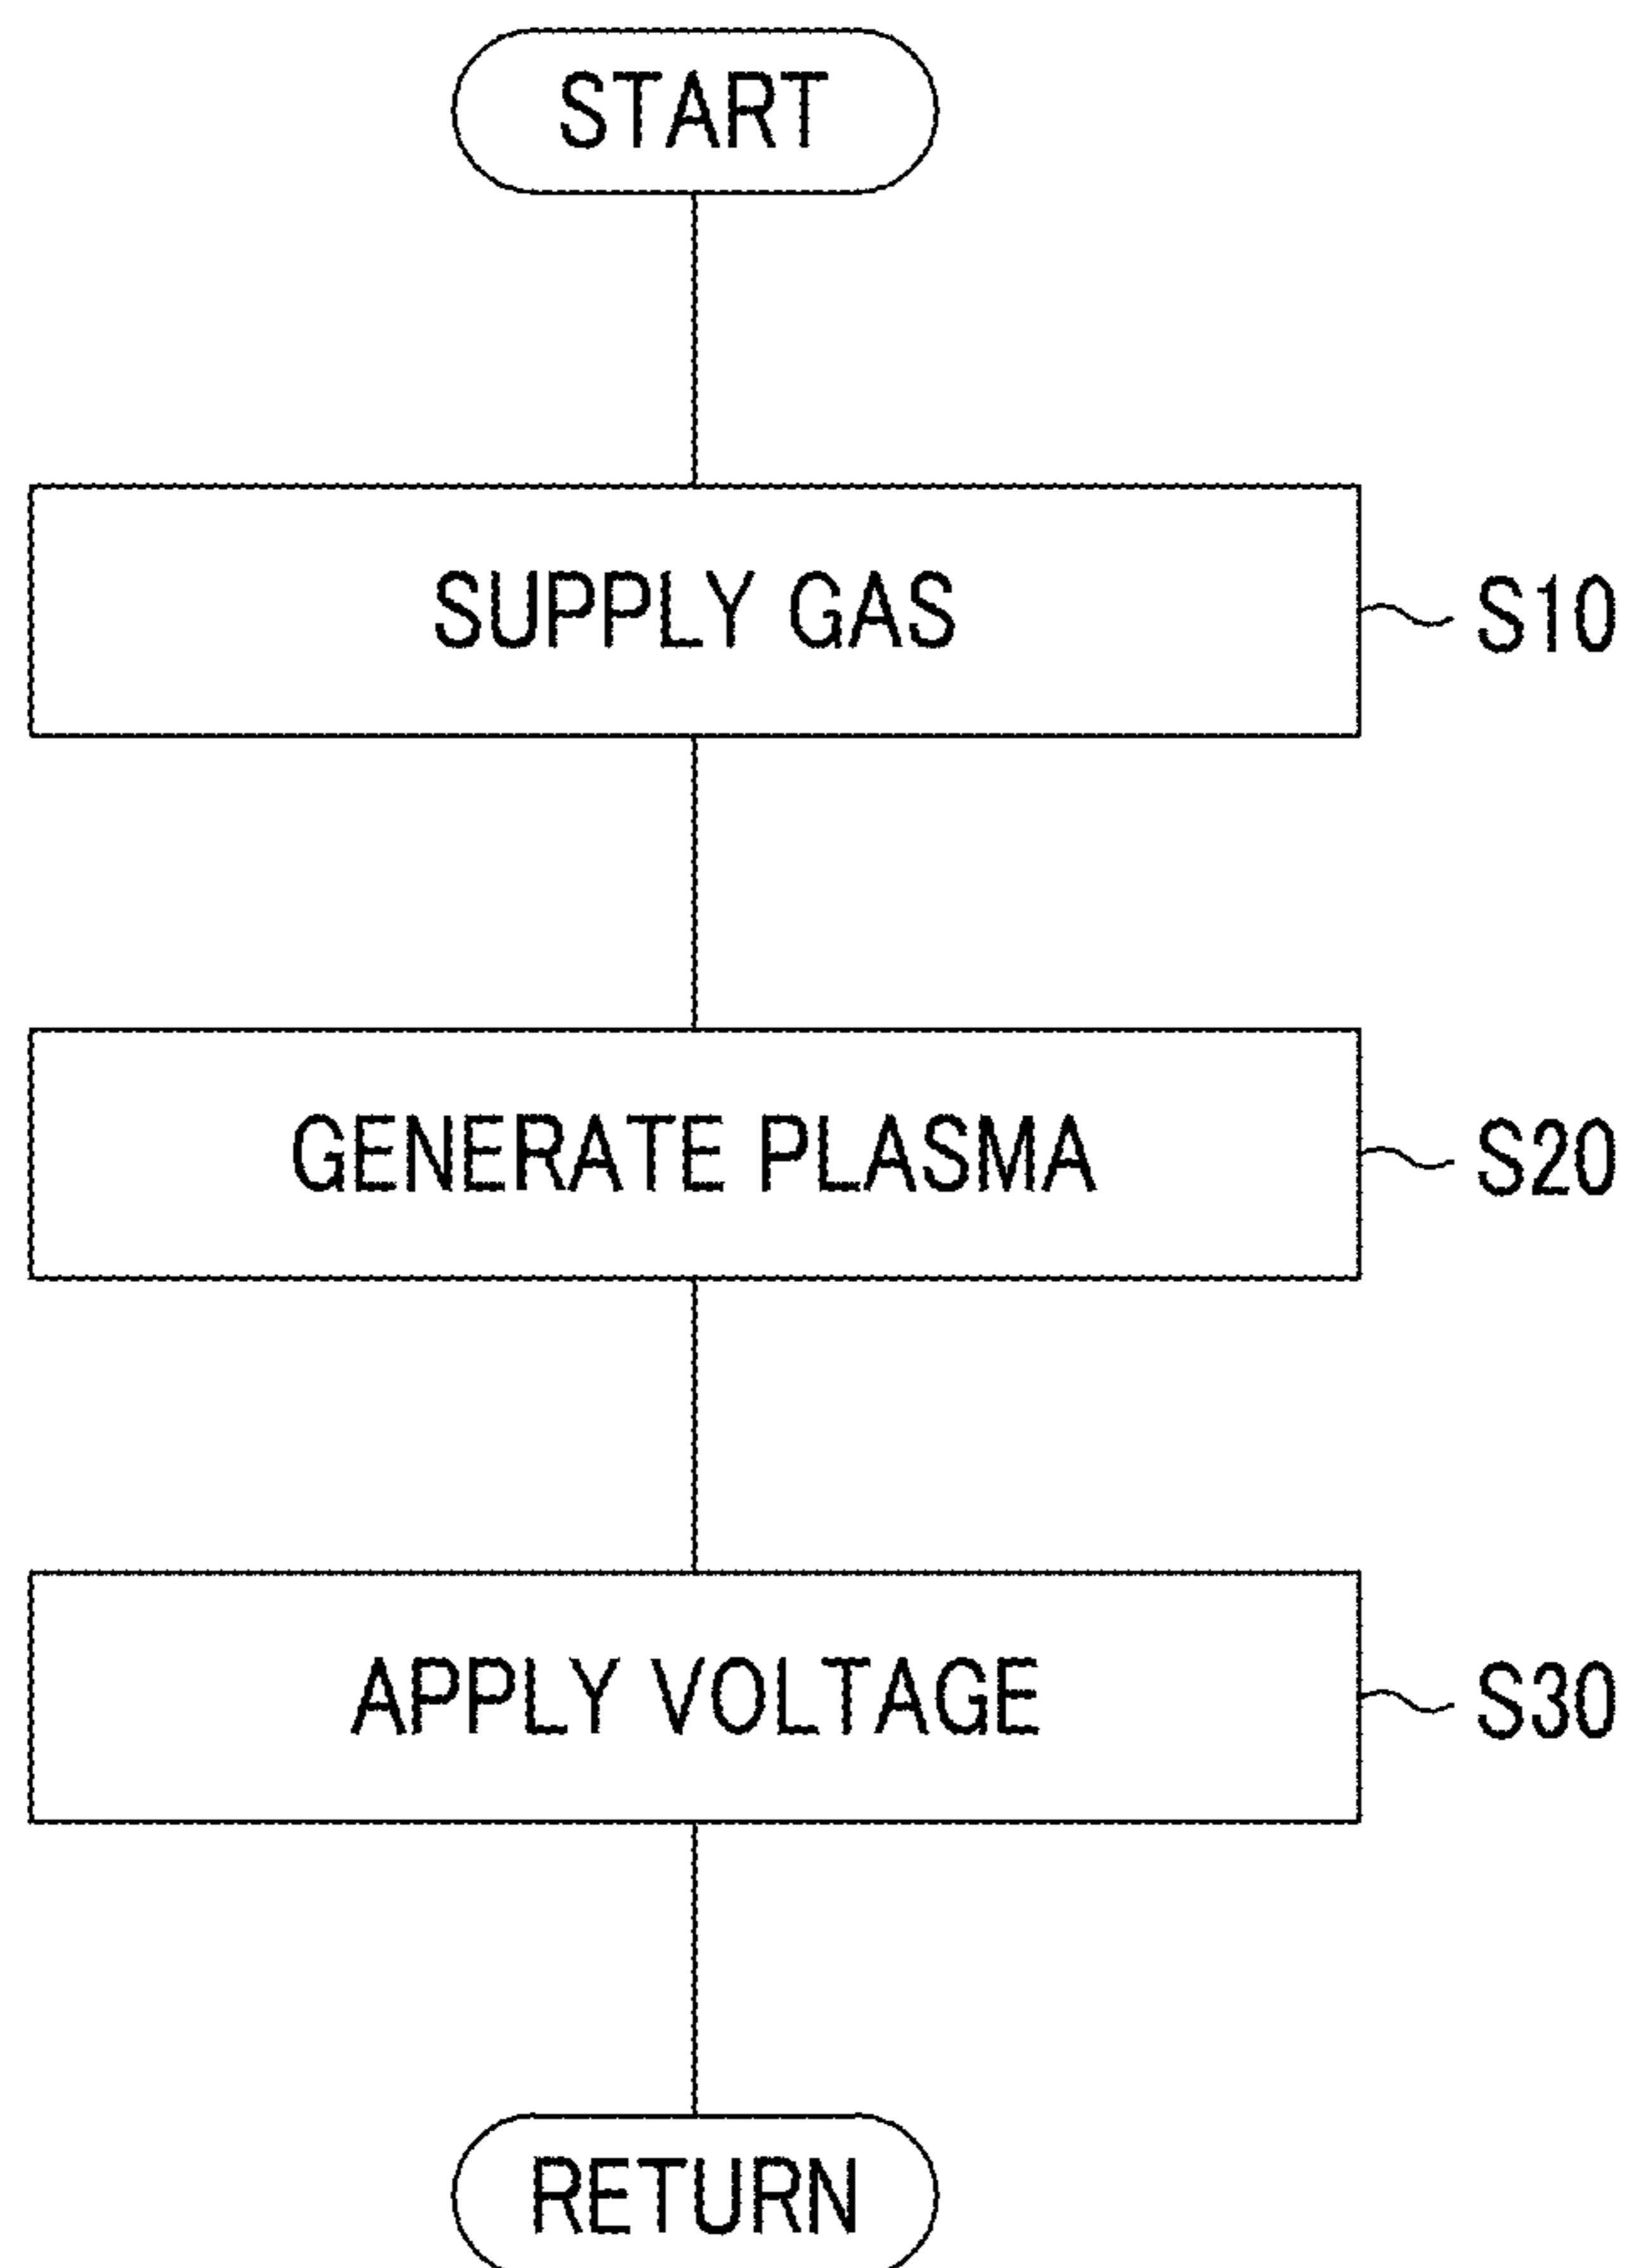 START
SUPPLY GAS
S10
GENERATE PLASMA
S20
APPLY VOLTAGE
S30
RETURN